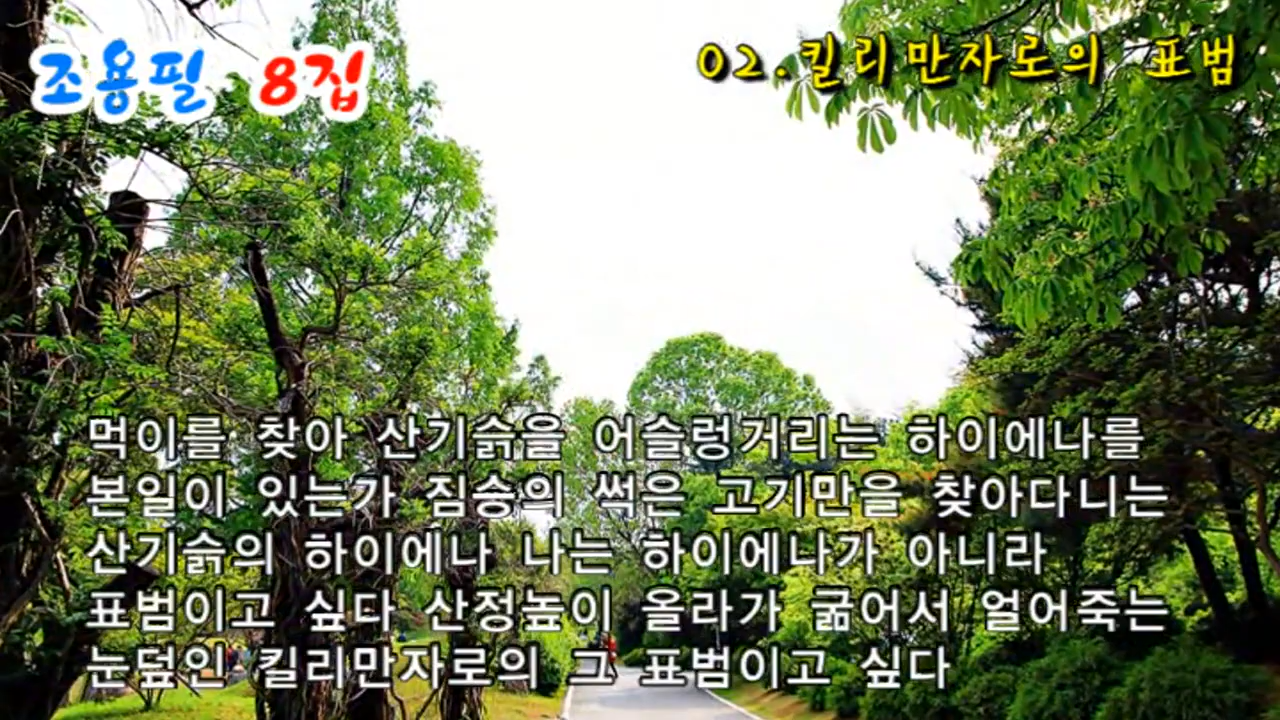 조용필 8집
02.킬리만자로의 표범
먹이를 찾아 산기슭을 어슬렁거리는 하이에나를
본일이 있는가 짐승의 썩은 고기만을 찾아다니는
산기슭의 하이에나 나는 하이에나가 아니라
표범이고 싶다 산정높이 올라가 굶어서 얼어죽는
눈덮인 킬리만자로의 그 표범이고 싶다